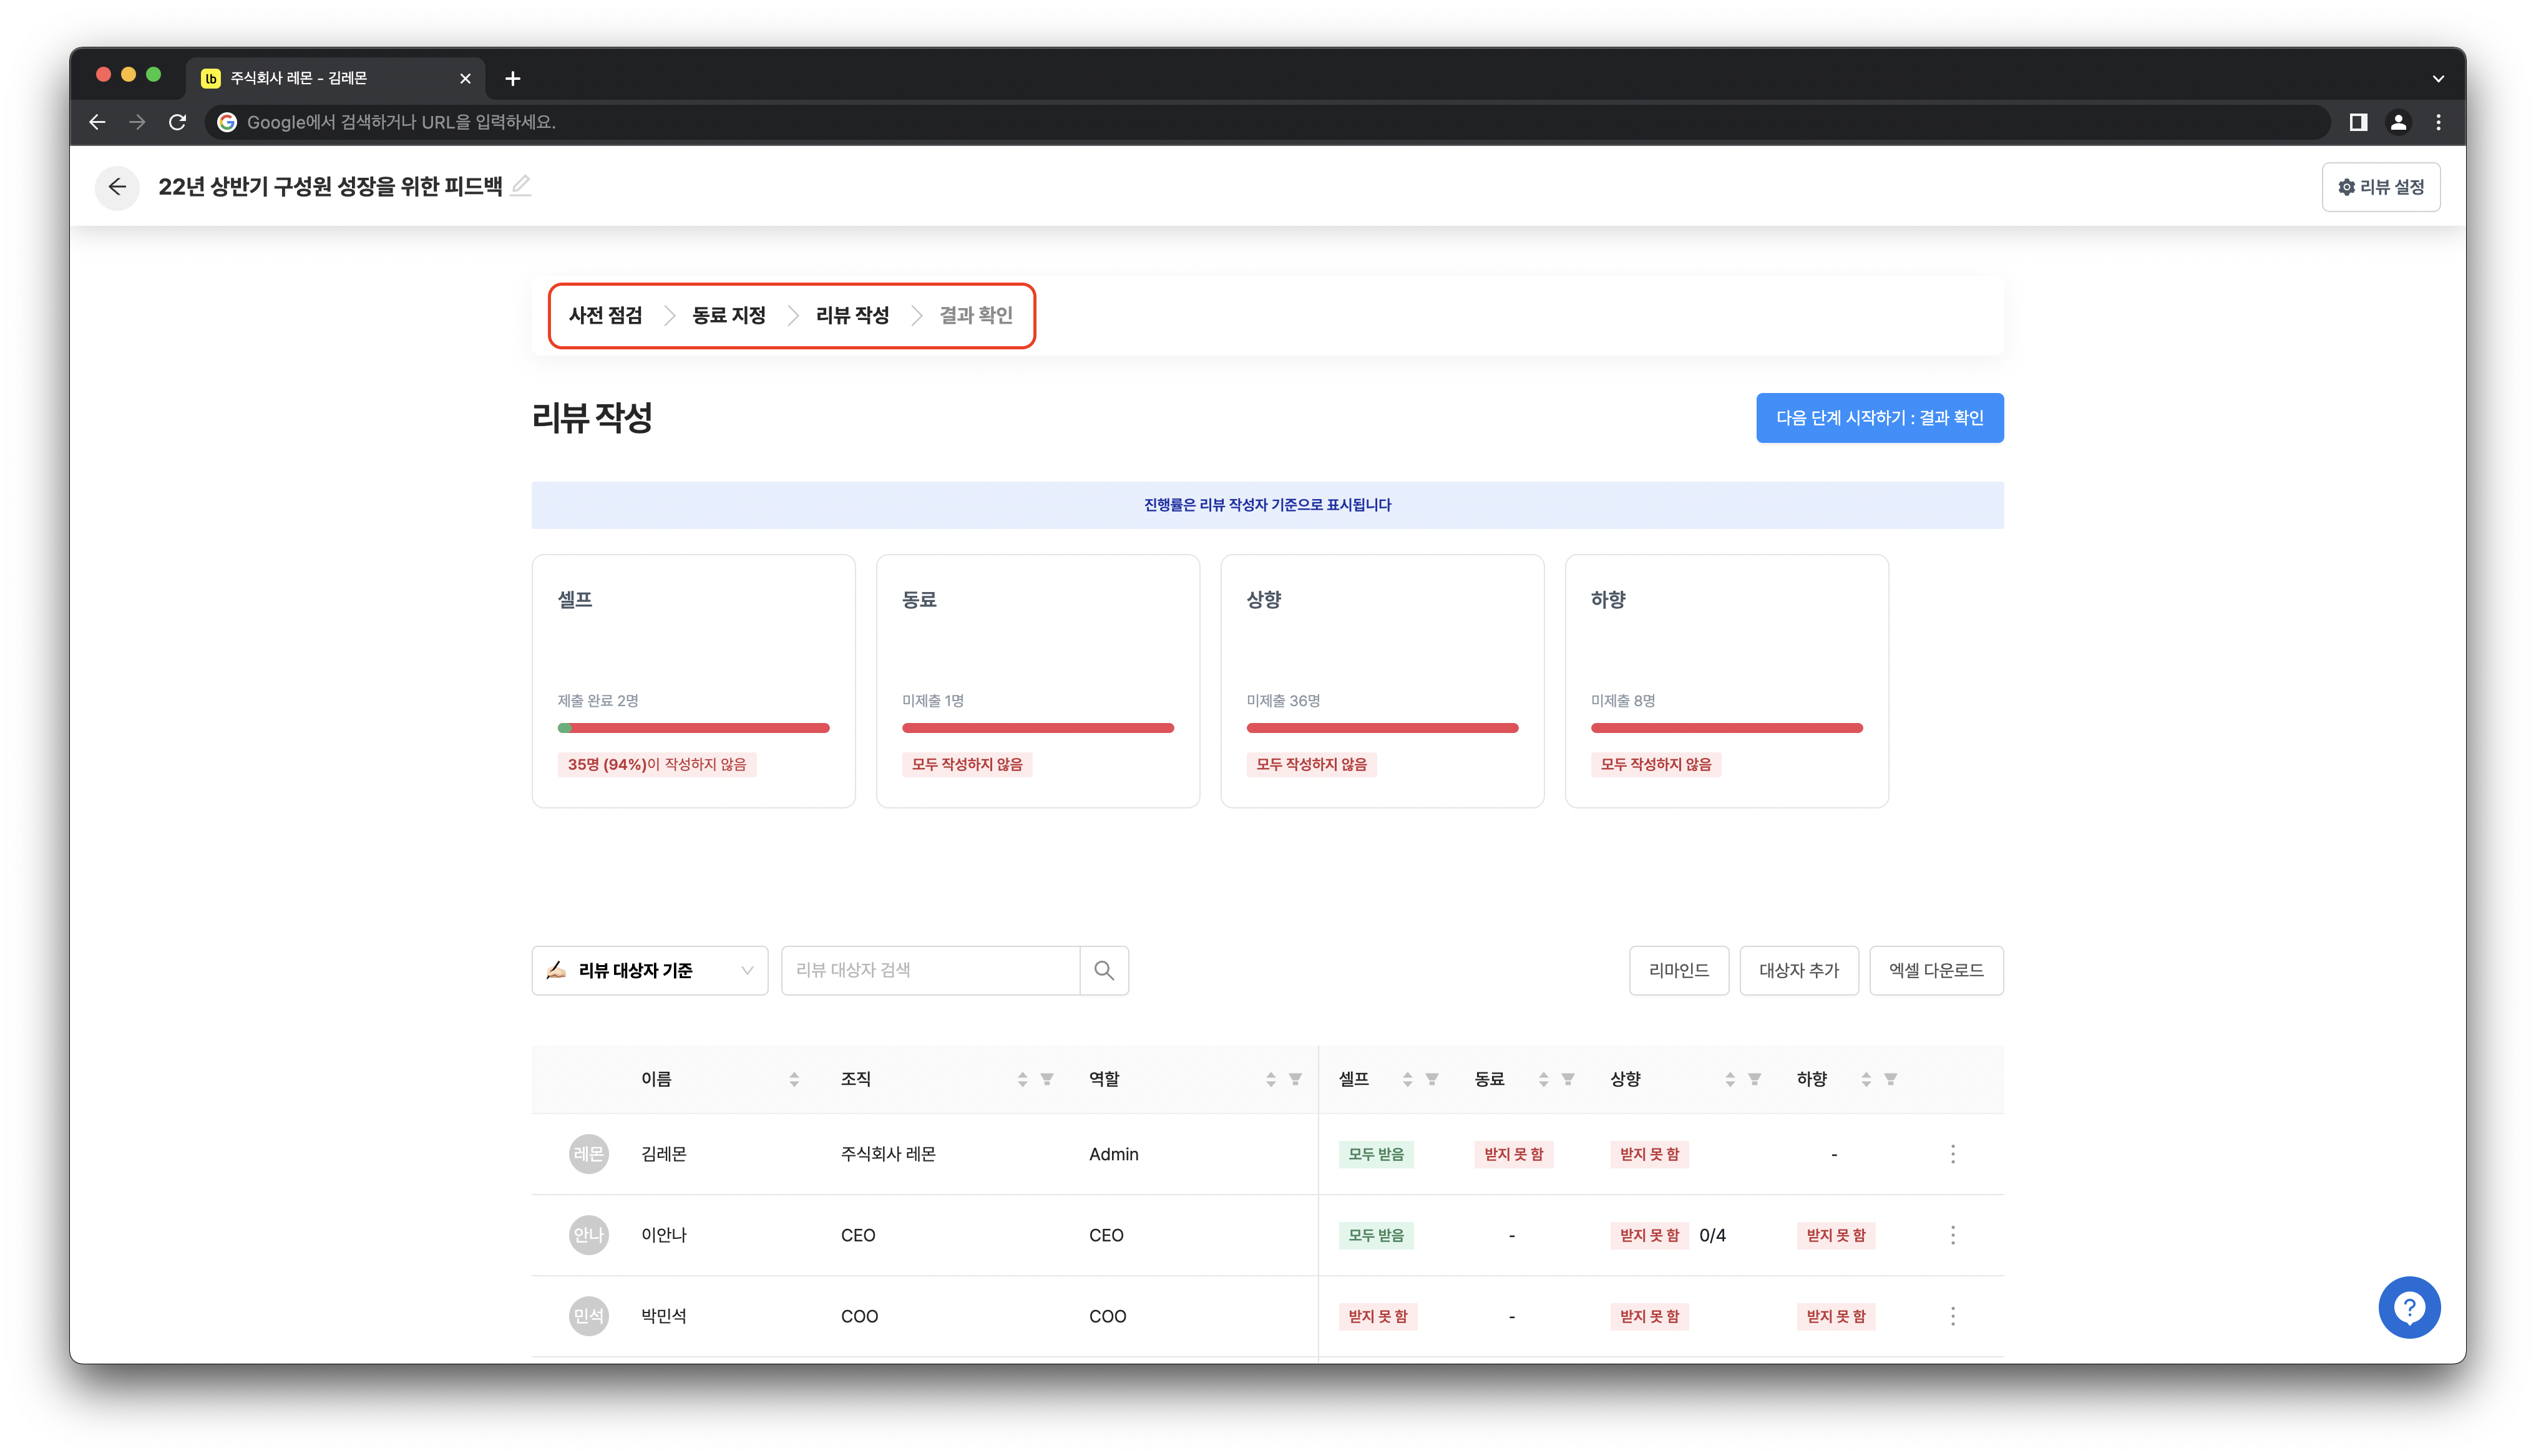 lb 주식회사 레몬 - 김레몬
Google에서 검색하거나 URL을 입력하세요.
22년 상반기 구성원 성장을 위한 피드백
리뷰 설정
사전 점검 동료 지정 리뷰 작성 결과 확인
리뷰 작성
다음 단계 시작하기 : 결과 확인
진행률은 리뷰 작성자 기준으로 표시됩니다
셀프 동료 상향 하향
제출 완료 2명 미제출 1명 미제출 36명 미제출 8명
35명 (94%)이 작성하지 않음 모두 작성하지 않음 모두 작성하지 않음 모두 작성하지 않음
리뷰 대상자 기준 리뷰 대상자 검색 리마인드 대상자 추가 엑셀 다운로드
이름 조직 역할 셀프 동료 상향 하향
레몬 김레몬 주식회사 레몬 Admin 모두 받음 받지 못 함 받지 못 함 -
안나 이안나 CEO CEO 모두 받음 - 받지 못 함 0/4 받지 못 함
민석 박민석 COO COO 받지 못 함 - 받지 못 함 받지 못 함
?